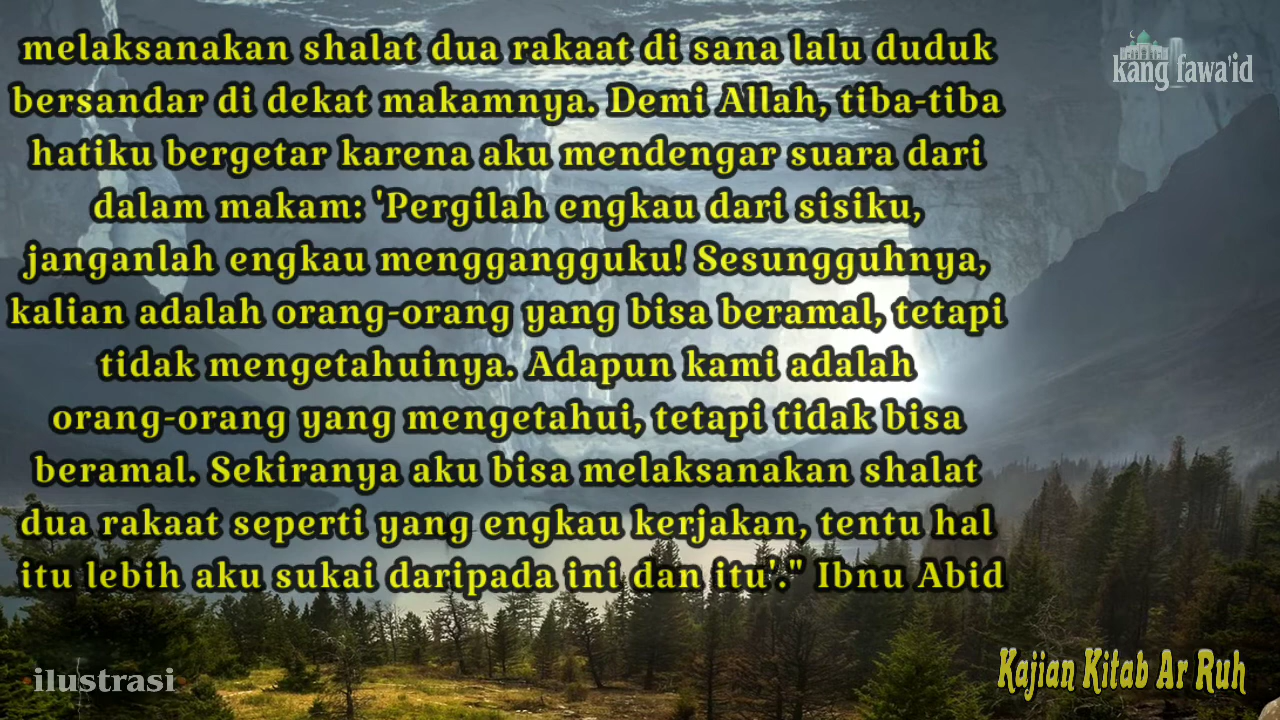 melaksanakan shalat dua rakaat di sana lalu duduk
bersandar di dekat makamnya. Demi Allah, tiba-tiba
hatiku bergetar karena aku mendengar suara dari
dalam makam: 'Pergilah engkau dari sisiku,
janganlah engkau menggangguku! Sesungguhnya,
kalian adalah orang-orang yang bisa beramal, tetapi
tidak mengetahuinya. Adapun kami adalah
orang-orang yang mengetahui, tetapi tidak bisa
beramal. Sekiranya aku bisa melaksanakan shalat
dua rakaat seperti yang engkau kerjakan, tentu hal
itu lebih aku sukai daripada ini dan itu'." Ibnu Abid
kang fawa'id
•ilustrasi•
Kajian Kitab Ar Ruh